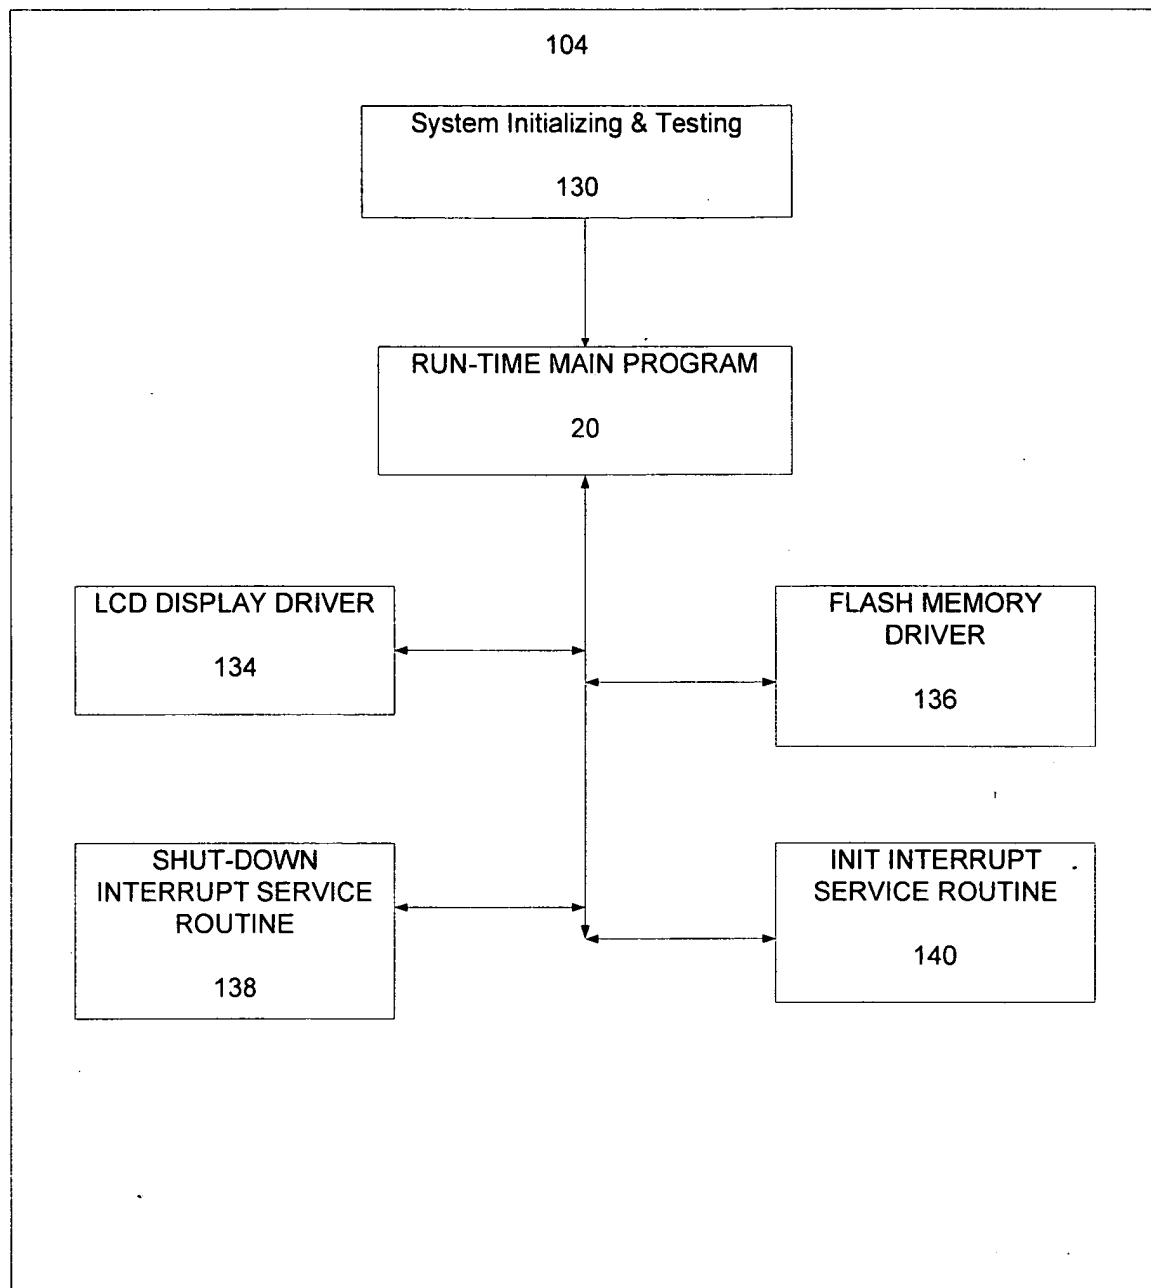 104
System Initializing & Testing
130
RUN-TIME MAIN PROGRAM
20
LCD DISPLAY DRIVER
134
FLASH MEMORY
DRIVER
136
SHUT-DOWN
INTERRUPT SERVICE
ROUTINE
138
INIT INTERRUPT
SERVICE ROUTINE
140